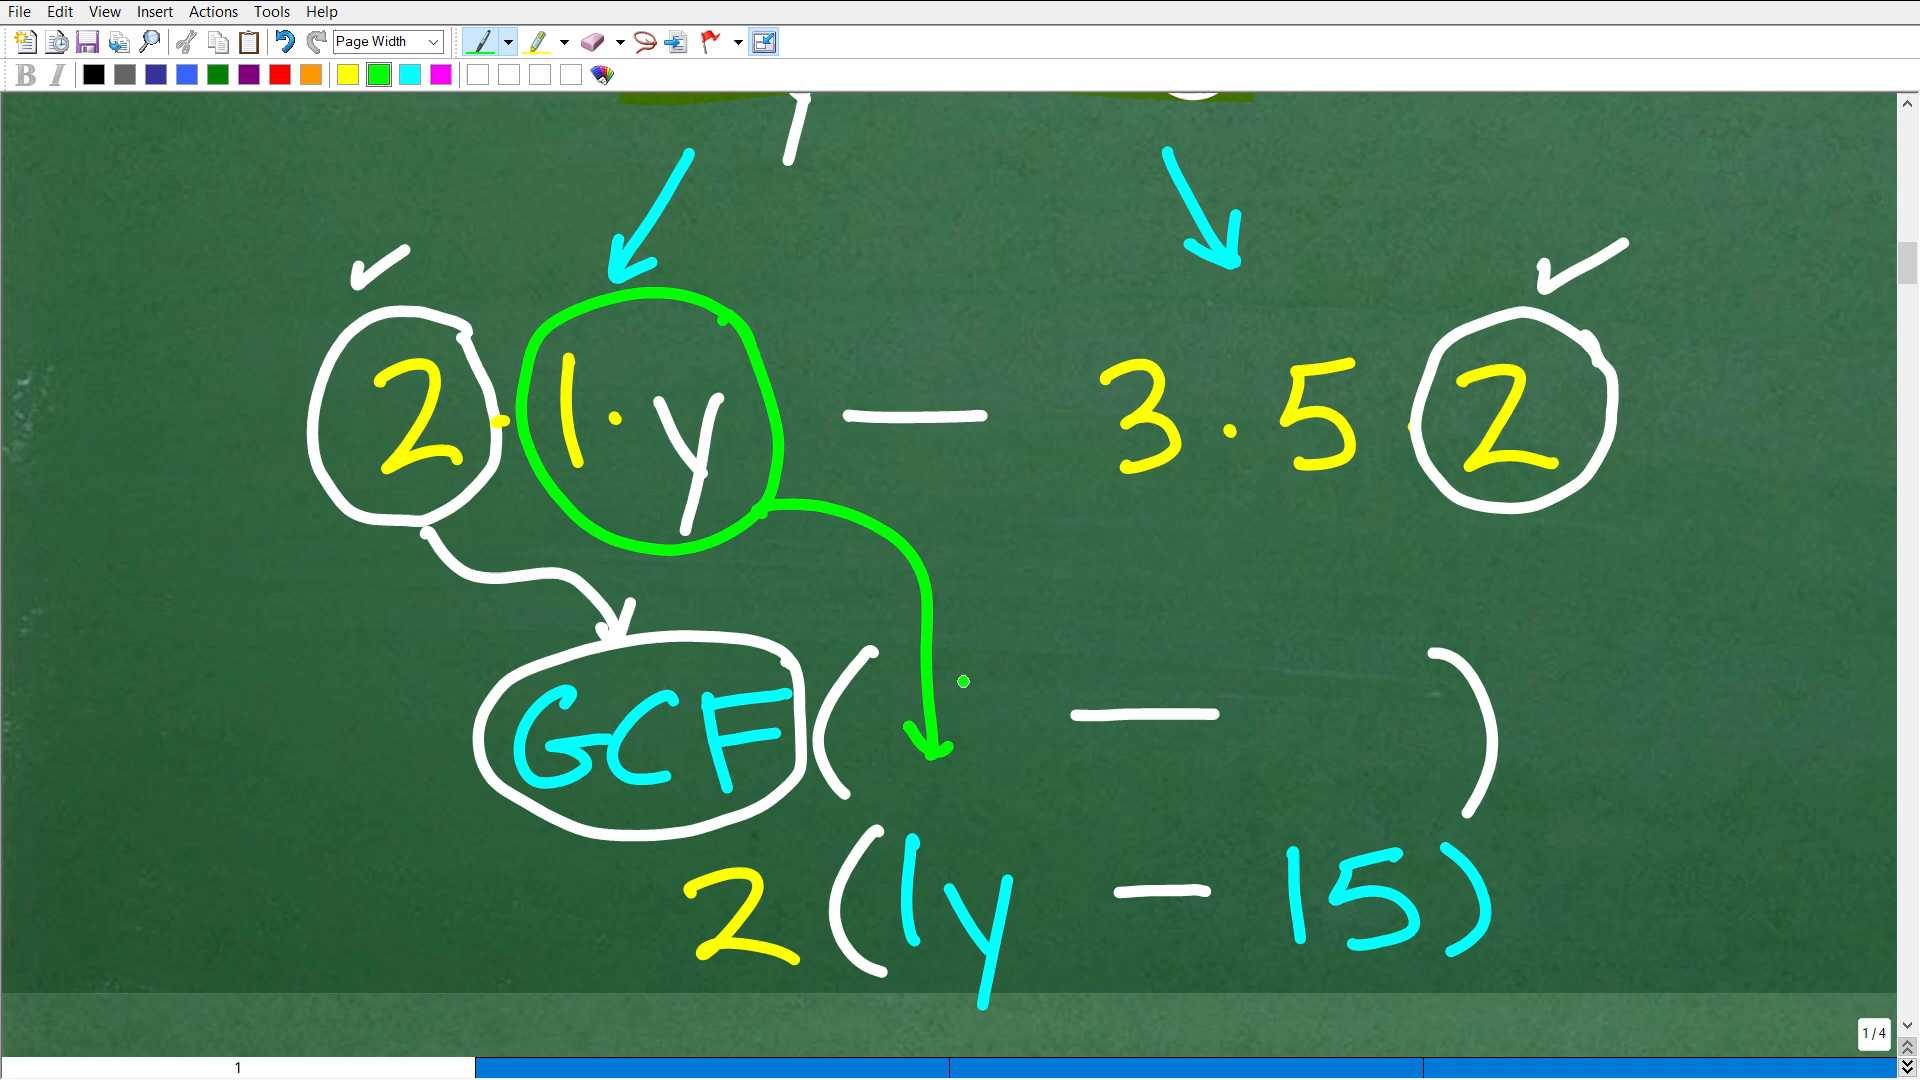 File Edit View Insert Actions Tools Help
Page Width
B I
2 · 1 · y — 3 · 5 · 2
GCF ( — )
2 (1y — 15)
1 / 4
1